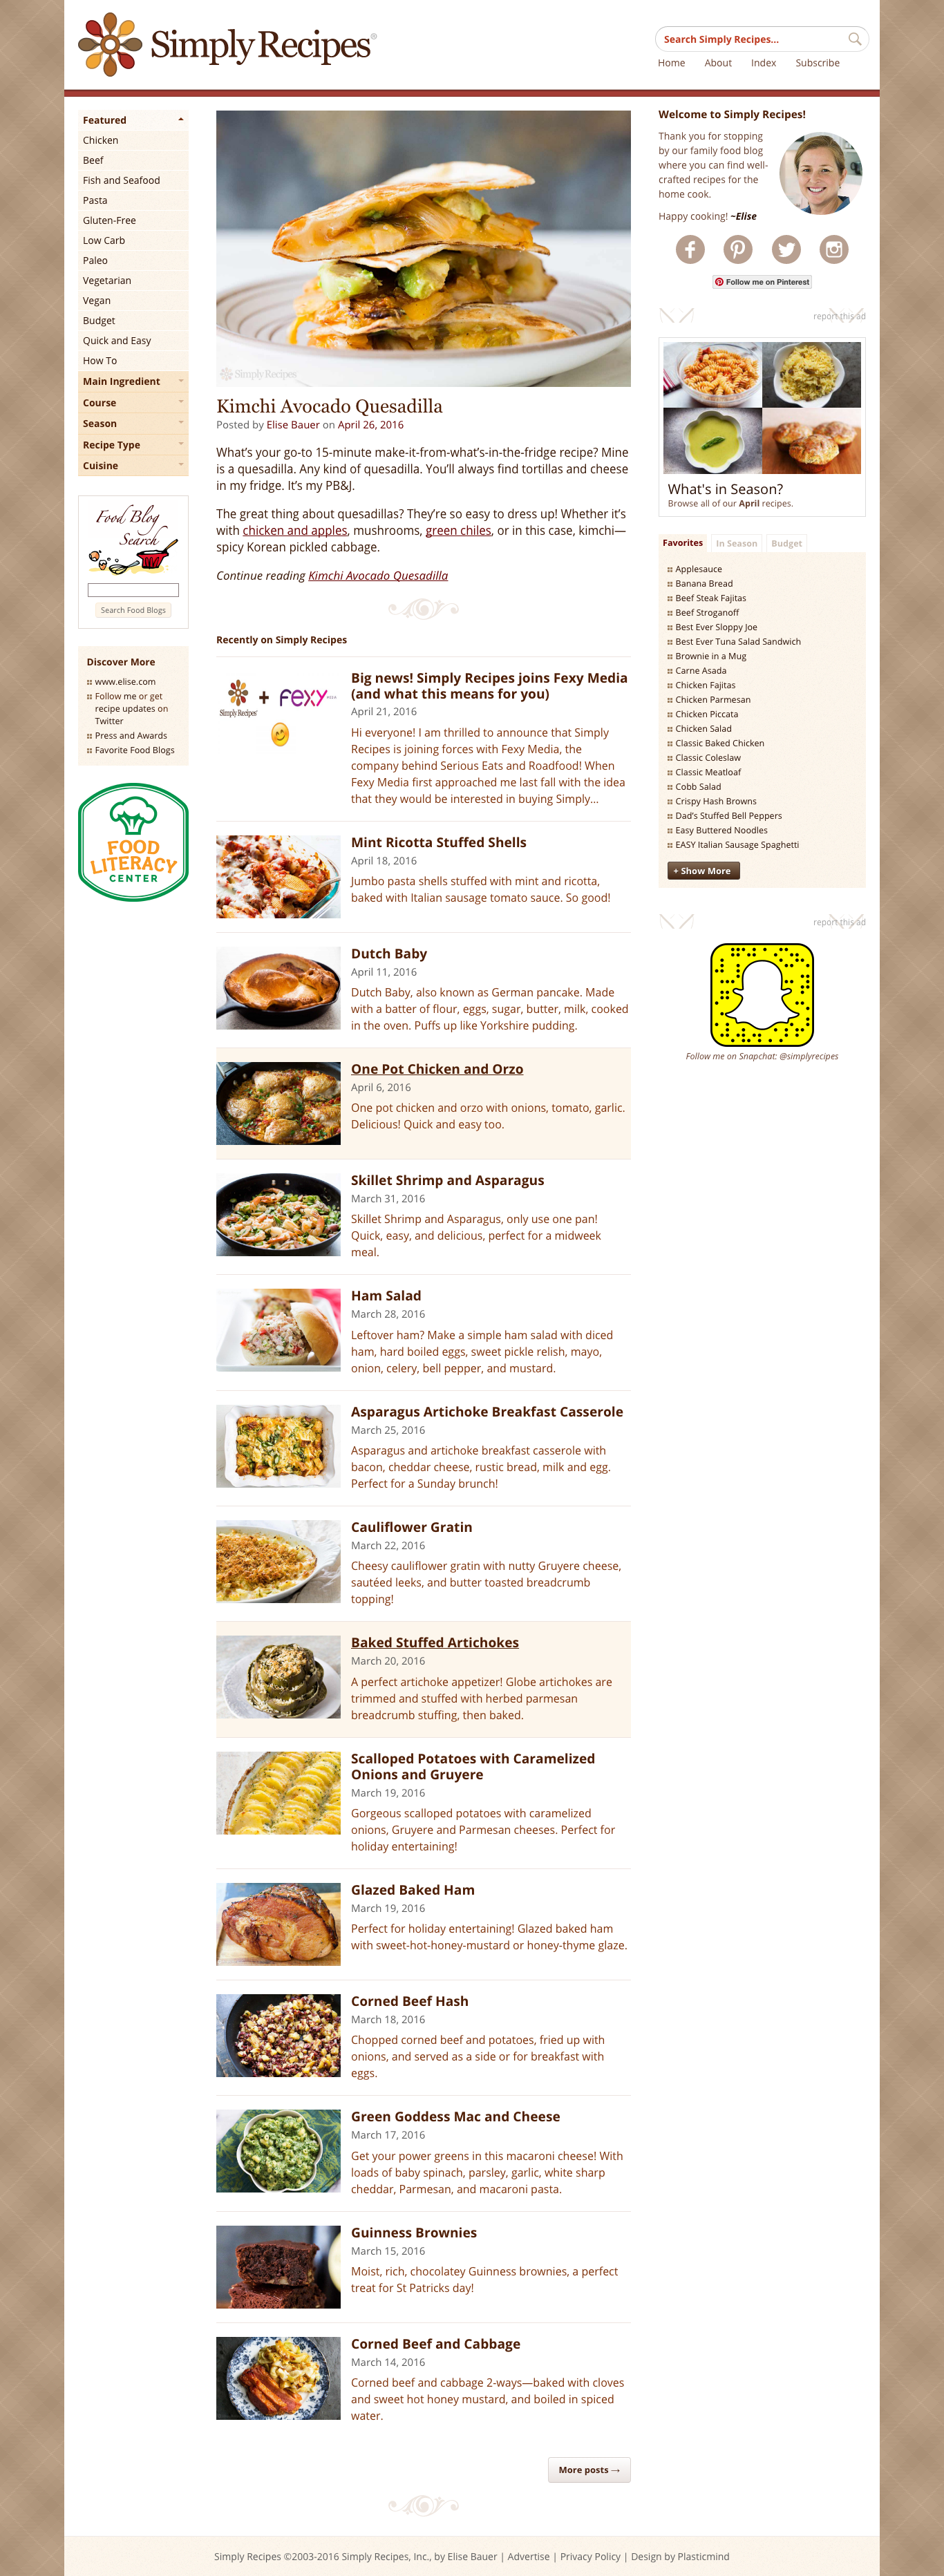 Simply Recipes®
Search Simply Recipes...
Home About Index Subscribe
Featured
Chicken
Beef
Fish and Seafood
Pasta
Gluten-Free
Low Carb
Paleo
Vegetarian
Vegan
Budget
Quick and Easy
How To
Main Ingredient
Course
Season
Recipe Type
Cuisine
Food Blog
Search
Search Food Blogs
Discover More
www.elise.com
Follow me or get
recipe updates on
Twitter
Press and Awards
Favorite Food Blogs
FOOD
LITERACY
CENTER
SimplyRecipes
Kimchi Avocado Quesadilla
Posted by Elise Bauer on April 26, 2016
What’s your go-to 15-minute make-it-from-what’s-in-the-fridge recipe? Mine
is a quesadilla. Any kind of quesadilla. You’ll always find tortillas and cheese
in my fridge. It’s my PB&J.
The great thing about quesadillas? They’re so easy to dress up! Whether it’s
with chicken and apples, mushrooms, green chiles, or in this case, kimchi—
spicy Korean pickled cabbage.
Continue reading Kimchi Avocado Quesadilla
Recently on Simply Recipes
Simply Recipes + fexy
Big news! Simply Recipes joins Fexy Media
(and what this means for you)
April 21, 2016
Hi everyone! I am thrilled to announce that Simply
Recipes is joining forces with Fexy Media, the
company behind Serious Eats and Roadfood! When
Fexy Media first approached me last fall with the idea
that they would be interested in buying Simply...
Mint Ricotta Stuffed Shells
April 18, 2016
Jumbo pasta shells stuffed with mint and ricotta,
baked with Italian sausage tomato sauce. So good!
Dutch Baby
April 11, 2016
Dutch Baby, also known as German pancake. Made
with a batter of flour, eggs, sugar, butter, milk, cooked
in the oven. Puffs up like Yorkshire pudding.
One Pot Chicken and Orzo
April 6, 2016
One pot chicken and orzo with onions, tomato, garlic.
Delicious! Quick and easy too.
Skillet Shrimp and Asparagus
March 31, 2016
Skillet Shrimp and Asparagus, only use one pan!
Quick, easy, and delicious, perfect for a midweek
meal.
Ham Salad
March 28, 2016
Leftover ham? Make a simple ham salad with diced
ham, hard boiled eggs, sweet pickle relish, mayo,
onion, celery, bell pepper, and mustard.
Asparagus Artichoke Breakfast Casserole
March 25, 2016
Asparagus and artichoke breakfast casserole with
bacon, cheddar cheese, rustic bread, milk and egg.
Perfect for a Sunday brunch!
Cauliflower Gratin
March 22, 2016
Cheesy cauliflower gratin with nutty Gruyere cheese,
sautéed leeks, and butter toasted breadcrumb
topping!
Baked Stuffed Artichokes
March 20, 2016
A perfect artichoke appetizer! Globe artichokes are
trimmed and stuffed with herbed parmesan
breadcrumb stuffing, then baked.
Scalloped Potatoes with Caramelized
Onions and Gruyere
March 19, 2016
Gorgeous scalloped potatoes with caramelized
onions, Gruyere and Parmesan cheeses. Perfect for
holiday entertaining!
Glazed Baked Ham
March 19, 2016
Perfect for holiday entertaining! Glazed baked ham
with sweet-hot-honey-mustard or honey-thyme glaze.
Corned Beef Hash
March 18, 2016
Chopped corned beef and potatoes, fried up with
onions, and served as a side or for breakfast with
eggs.
Green Goddess Mac and Cheese
March 17, 2016
Get your power greens in this macaroni cheese! With
loads of baby spinach, parsley, garlic, white sharp
cheddar, Parmesan, and macaroni pasta.
Guinness Brownies
March 15, 2016
Moist, rich, chocolatey Guinness brownies, a perfect
treat for St Patricks day!
Corned Beef and Cabbage
March 14, 2016
Corned beef and cabbage 2-ways—baked with cloves
and sweet hot honey mustard, and boiled in spiced
water.
More posts →
Welcome to Simply Recipes!
Thank you for stopping
by our family food blog
where you can find well-
crafted recipes for the
home cook.
Happy cooking! ~Elise
Follow me on Pinterest
report this ad
What's in Season?
Browse all of our April recipes.
Favorites In Season Budget
Applesauce
Banana Bread
Beef Steak Fajitas
Beef Stroganoff
Best Ever Sloppy Joe
Best Ever Tuna Salad Sandwich
Brownie in a Mug
Carne Asada
Chicken Fajitas
Chicken Parmesan
Chicken Piccata
Chicken Salad
Classic Baked Chicken
Classic Coleslaw
Classic Meatloaf
Cobb Salad
Crispy Hash Browns
Dad's Stuffed Bell Peppers
Easy Buttered Noodles
EASY Italian Sausage Spaghetti
+ Show More
report this ad
Follow me on Snapchat: @simplyrecipes
Simply Recipes ©2003-2016 Simply Recipes, Inc., by Elise Bauer | Advertise | Privacy Policy | Design by Plasticmind